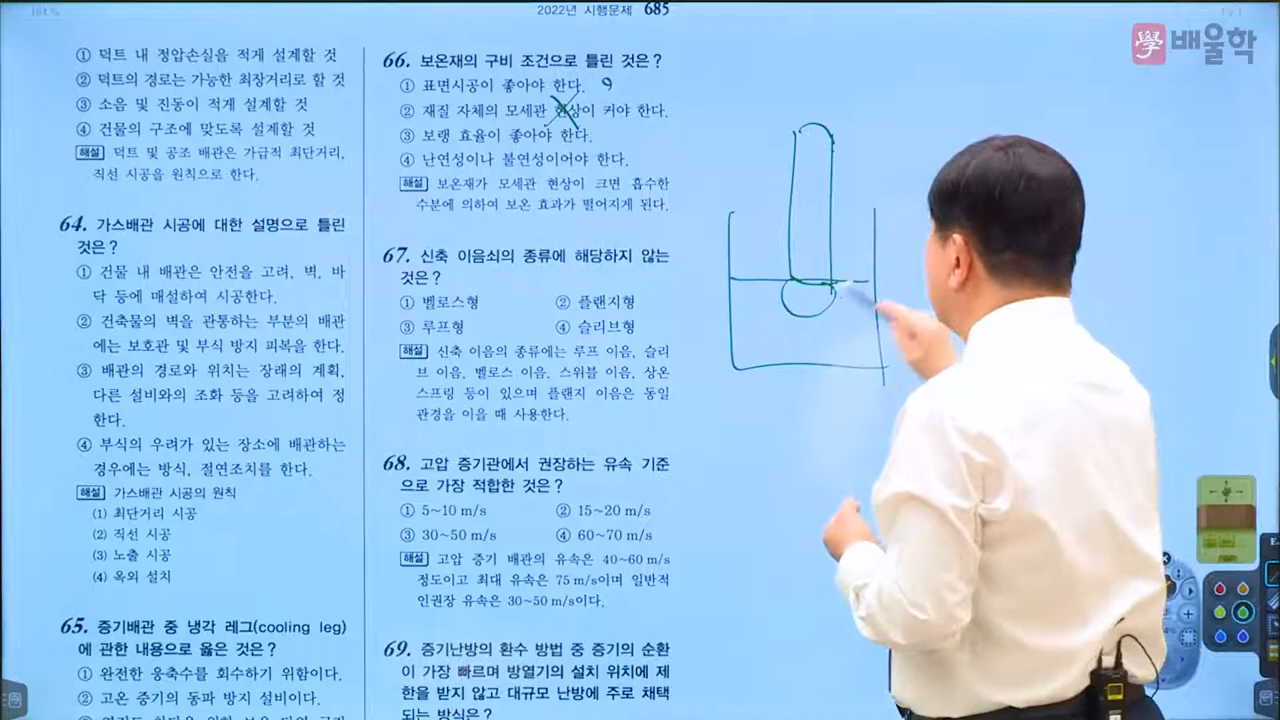 2022년 시행문제 685
學 배울학
① 덕트 내 정압손실을 적게 설계할 것
② 덕트의 경로는 가능한 최장거리로 할 것
③ 소음 및 진동이 적게 설계할 것
④ 건물의 구조에 맞도록 설계할 것
해설 덕트 및 공조 배관은 가급적 최단거리,
직선 시공을 원칙으로 한다.
64. 가스배관 시공에 대한 설명으로 틀린
것은?
① 건물 내 배관은 안전을 고려, 벽, 바
닥 등에 매설하여 시공한다.
② 건축물의 벽을 관통하는 부분의 배관
에는 보호관 및 부식 방지 피복을 한다.
③ 배관의 경로와 위치는 장래의 계획,
다른 설비와의 조화 등을 고려하여 정
한다.
④ 부식의 우려가 있는 장소에 배관하는
경우에는 방식, 절연조치를 한다.
해설 가스배관 시공의 원칙
(1) 최단거리 시공
(2) 직선 시공
(3) 노출 시공
(4) 옥외 설치
65. 증기배관 중 냉각 레그(cooling leg)
에 관한 내용으로 옳은 것은?
① 완전한 응축수를 회수하기 위함이다.
② 고온 증기의 동파 방지 설비이다.
66. 보온재의 구비 조건으로 틀린 것은?
① 표면시공이 좋아야 한다.
② 재질 자체의 모세관 현상이 커야 한다.
③ 보랭 효율이 좋아야 한다.
④ 난연성이나 불연성이어야 한다.
해설 보온재가 모세관 현상이 크면 흡수한
수분에 의하여 보온 효과가 떨어지게 된다.
67. 신축 이음쇠의 종류에 해당하지 않는
것은?
① 벨로스형 ② 플랜지형
③ 루프형 ④ 슬리브형
해설 신축 이음의 종류에는 루프 이음, 슬리
브 이음, 벨로스 이음, 스위블 이음, 상온
스프링 등이 있으며 플랜지 이음은 동일
관경을 이을 때 사용한다.
68. 고압 증기관에서 권장하는 유속 기준
으로 가장 적합한 것은?
① 5~10 m/s ② 15~20 m/s
③ 30~50 m/s ④ 60~70 m/s
해설 고압 증기 배관의 유속은 40~60 m/s
정도이고 최대 유속은 75 m/s이며 일반적
인권장 유속은 30~50 m/s이다.
69. 증기난방의 환수 방법 중 증기의 순환
이 가장 빠르며 방열기의 설치 위치에 제
한을 받지 않고 대규모 난방에 주로 채택
되는 방식은?